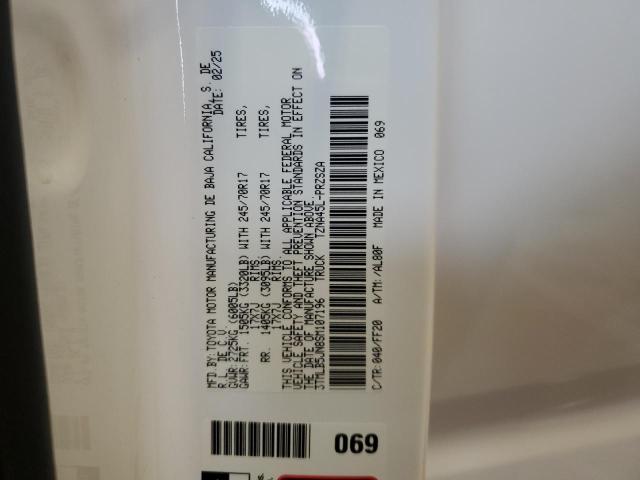 MFD.BY:TOYOTA MOTOR MANUFACTURING DE BAJA CALIFORNIA, S. DE
R.L. DE C.V. DATE: 02/25
GVWR: 2725KG (6005LB)
GAWR:FRT. 1505KG (3320LB) WITH 245/70R17 TIRES,
17X7J RIMS
RR. 1405KG (3095LB) WITH 245/70R17 TIRES,
17X7J RIMS
THIS VEHICLE CONFORMS TO ALL APPLICABLE FEDERAL MOTOR
VEHICLE SAFETY AND THEFT PREVENTION STANDARDS IN EFFECT ON
THE DATE OF MANUFACTURE SHOWN ABOVE.
3TMLB5JN8SM107196 TRUCK TZNA45L-PRZSZA
C/TR:040/FF20 A/TM:/AL80F MADE IN MEXICO 069
069